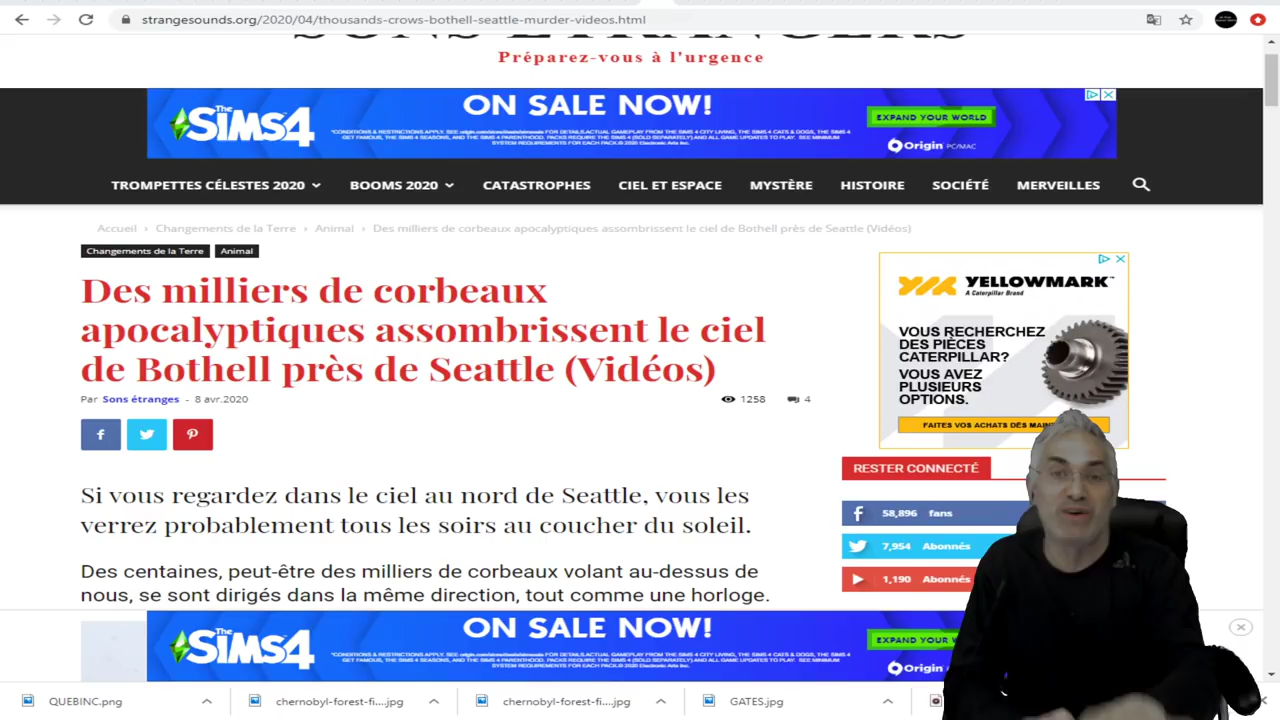 strangesounds.org/2020/04/thousands-crows-bothell-seattle-murder-videos.html
SONS ÉTRANGERS
Préparez-vous à l'urgence
The SIMS4
ON SALE NOW!
EXPAND YOUR WORLD
Origin PC/MAC
TROMPETTES CÉLESTES 2020 BOOMS 2020 CATASTROPHES CIEL ET ESPACE MYSTÈRE HISTOIRE SOCIÉTÉ MERVEILLES
Accueil > Changements de la Terre > Animal > Des milliers de corbeaux apocalyptiques assombrissent le ciel de Bothell près de Seattle (Vidéos)
Changements de la Terre Animal
Des milliers de corbeaux
apocalyptiques assombrissent le ciel
de Bothell près de Seattle (Vidéos)
Par Sons étranges - 8 avr.2020 1258 4
Si vous regardez dans le ciel au nord de Seattle, vous les
verrez probablement tous les soirs au coucher du soleil.
Des centaines, peut-être des milliers de corbeaux volant au-dessus de
nous, se sont dirigés dans la même direction, tout comme une horloge.
YELLOWMARK™
A Caterpillar Brand
VOUS RECHERCHEZ
DES PIÈCES
CATERPILLAR?
VOUS AVEZ
PLUSIEURS
OPTIONS.
FAITES VOS ACHATS DÈS
RESTER CONNECTÉ
58,896 fans
7,954 Abonnés
1,190 Abonnés
The SIMS4
ON SALE NOW!
EXPAND YOUR
Origin
QUEBINC.png chernobyl-forest-fi....jpg chernobyl-forest-fi....jpg GATES.jpg